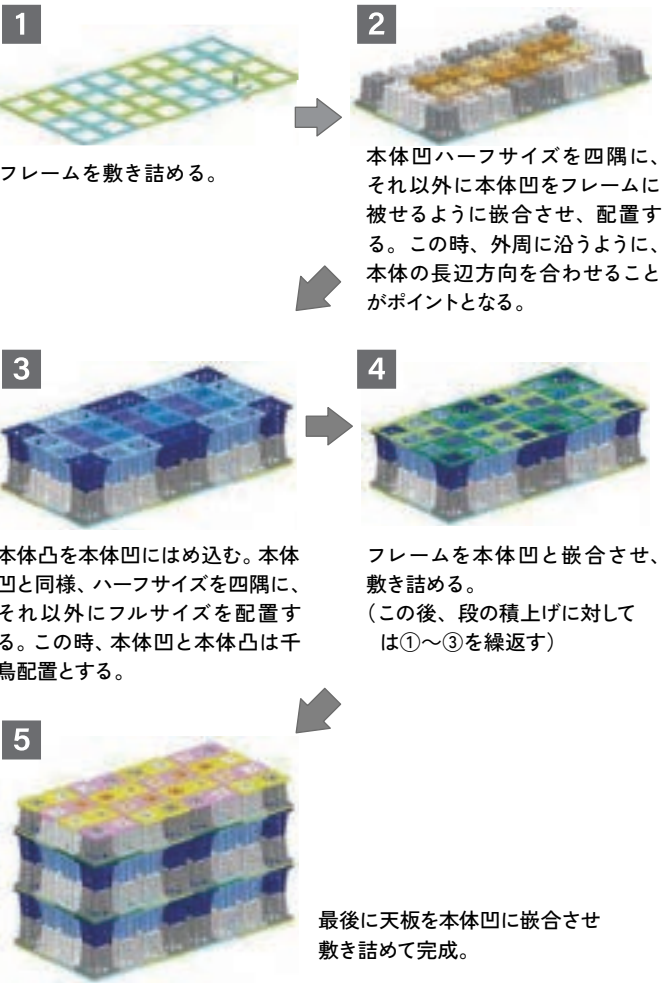 1
フレームを敷き詰める。
2
本体凹ハーフサイズを四隅に、
それ以外に本体凹をフレームに
被せるように嵌合させ、配置す
る。この時、外周に沿うように、
本体の長辺方向を合わせること
がポイントとなる。
3
本体凸を本体凹にはめ込む。本体
凹と同様、ハーフサイズを四隅に、
それ以外にフルサイズを配置す
る。この時、本体凹と本体凸は千
鳥配置とする。
4
フレームを本体凹と嵌合させ、
敷き詰める。
(この後、段の積上げに対して
は①〜③を繰返す)
5
最後に天板を本体凹に嵌合させ
敷き詰めて完成。